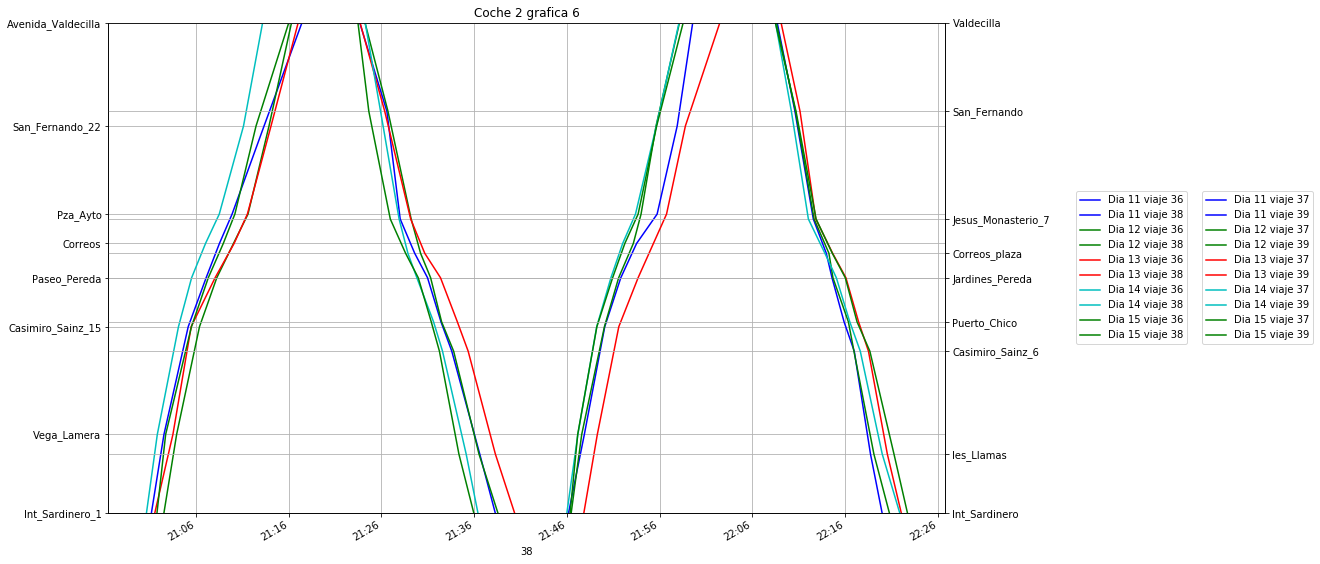 Coche 2 grafica 6
Avenida_Valdecilla
San_Fernando_22
Pza_Ayto
Correos
Paseo_Pereda
Casimiro_Sainz_15
Vega_Lamera
Int_Sardinero_1
Valdecilla
San_Fernando
Jesus_Monasterio_7
Correos_plaza
Jardines_Pereda
Puerto_Chico
Casimiro_Sainz_6
Ies_Llamas
Int_Sardinero
21:06
21:16
21:26
21:36
21:46
21:56
22:06
22:16
22:26
38
Dia 11 viaje 36
Dia 11 viaje 38
Dia 12 viaje 36
Dia 12 viaje 38
Dia 13 viaje 36
Dia 13 viaje 38
Dia 14 viaje 36
Dia 14 viaje 38
Dia 15 viaje 36
Dia 15 viaje 38
Dia 11 viaje 37
Dia 11 viaje 39
Dia 12 viaje 37
Dia 12 viaje 39
Dia 13 viaje 37
Dia 13 viaje 39
Dia 14 viaje 37
Dia 14 viaje 39
Dia 15 viaje 37
Dia 15 viaje 39